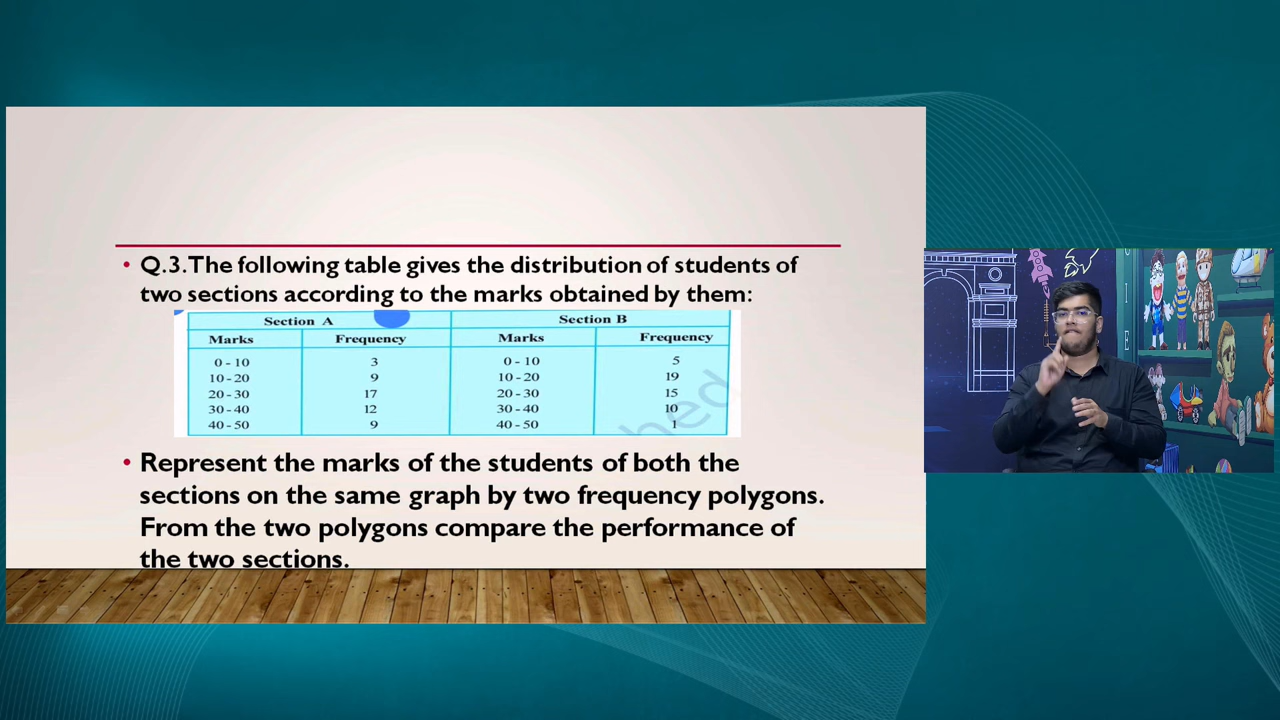 • Q.3.The following table gives the distribution of students of
two sections according to the marks obtained by them:
Section A Section B
Marks Frequency Marks Frequency
0 - 10 3 0 - 10 5
10 - 20 9 10 - 20 19
20 - 30 17 20 - 30 15
30 - 40 12 30 - 40 10
40 - 50 9 40 - 50 1
hed
• Represent the marks of the students of both the
sections on the same graph by two frequency polygons.
From the two polygons compare the performance of
the two sections.